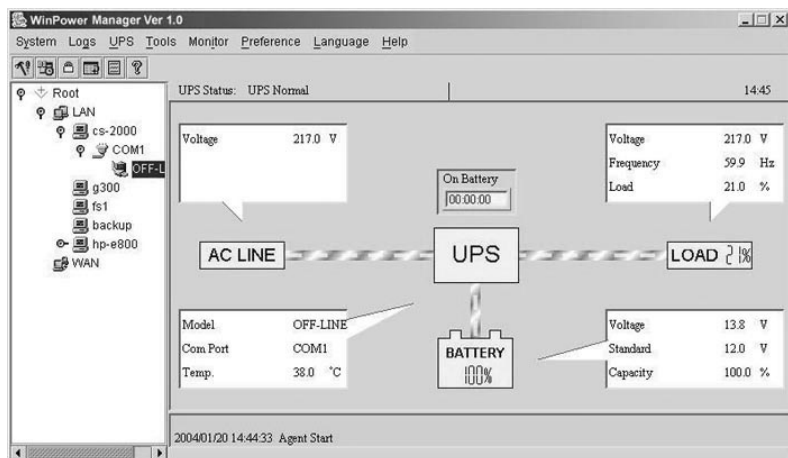 WinPower Manager Ver 1.0
System Logs UPS Tools Monitor Preference Language Help
Root
LAN
cs-2000
COM1
OFF-L
g300
fs1
backup
hp-e800
WAN
UPS Status: UPS Normal 14:45
Voltage 217.0 V
On Battery
00:00:00
Voltage 217.0 V
Frequency 59.9 Hz
Load 21.0 %
AC LINE
UPS
LOAD 21%
Model OFF-LINE
Com Port COM1
Temp. 38.0 °C
BATTERY
100%
Voltage 13.8 V
Standard 12.0 V
Capacity 100.0 %
2004/01/20 14:44:33 Agent Start